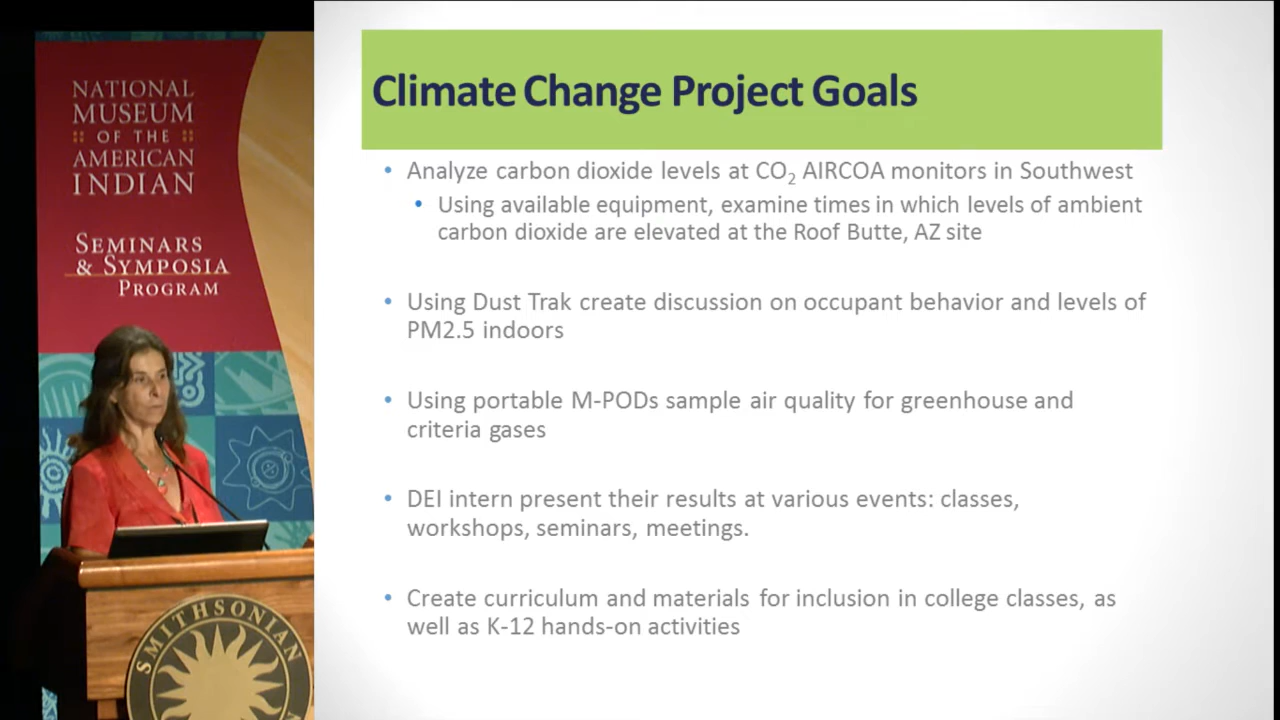 NATIONAL
MUSEUM
OF THE
AMERICAN
INDIAN
SEMINARS
& SYMPOSIA
PROGRAM
SMITHSONIAN
Climate Change Project Goals
• Analyze carbon dioxide levels at CO₂ AIRCOA monitors in Southwest
• Using available equipment, examine times in which levels of ambient
carbon dioxide are elevated at the Roof Butte, AZ site
• Using Dust Trak create discussion on occupant behavior and levels of
PM2.5 indoors
• Using portable M-PODs sample air quality for greenhouse and
criteria gases
• DEI intern present their results at various events: classes,
workshops, seminars, meetings.
• Create curriculum and materials for inclusion in college classes, as
well as K-12 hands-on activities